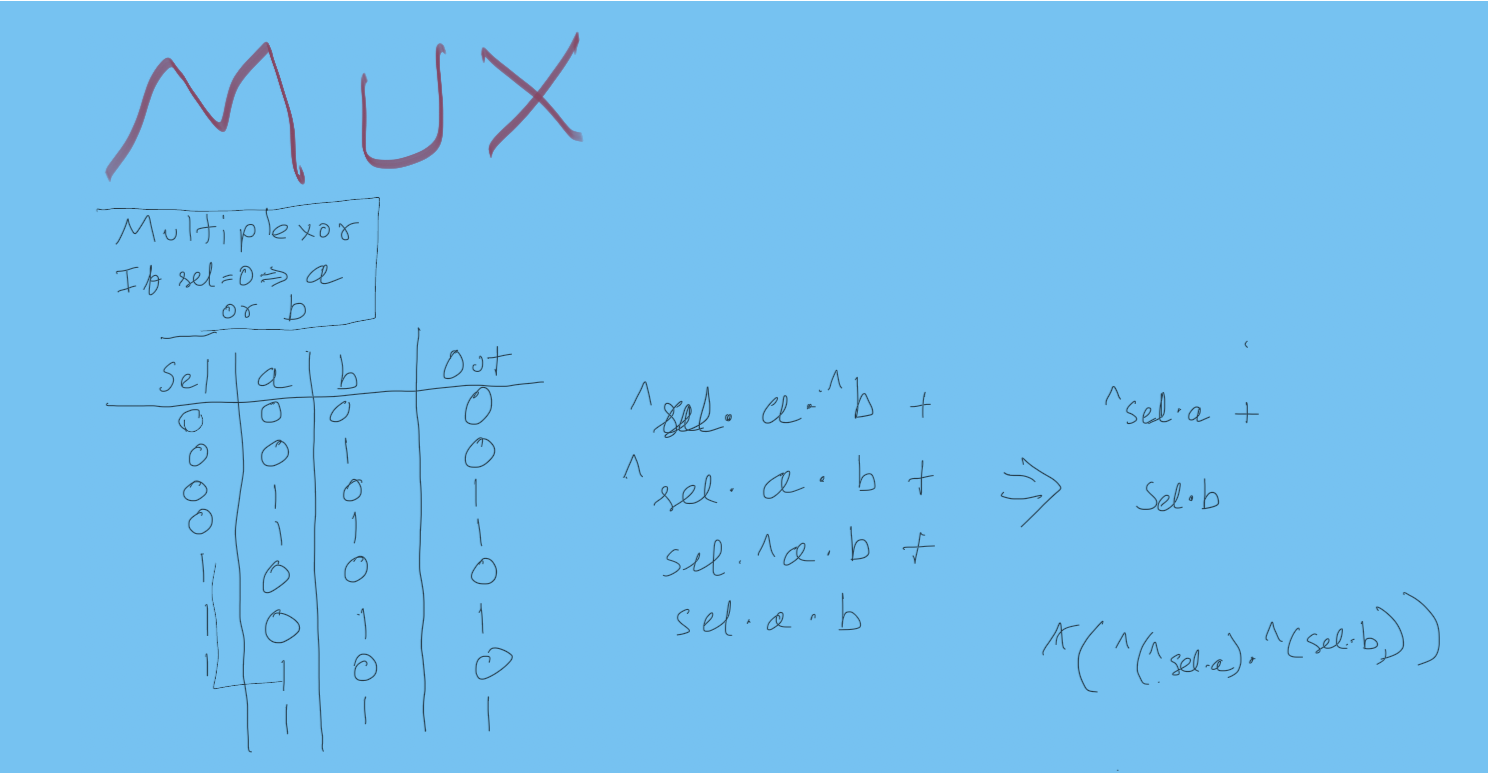 MUX
Multiplexor
If sel=0⇒ a
or b
Sel a b Out
0 0 0 0
0 0 1 0
0 1 0 1
0 1 1 1
1 0 0 0
1 0 1 1
1 1 0 0
1 1 1
^sel. a.^b +
^sel. a. b +
sel. ^a. b +
sel. a. b
⇒
^sel.a +
Sel.b
^(^(^sel.a).^(sel.b))